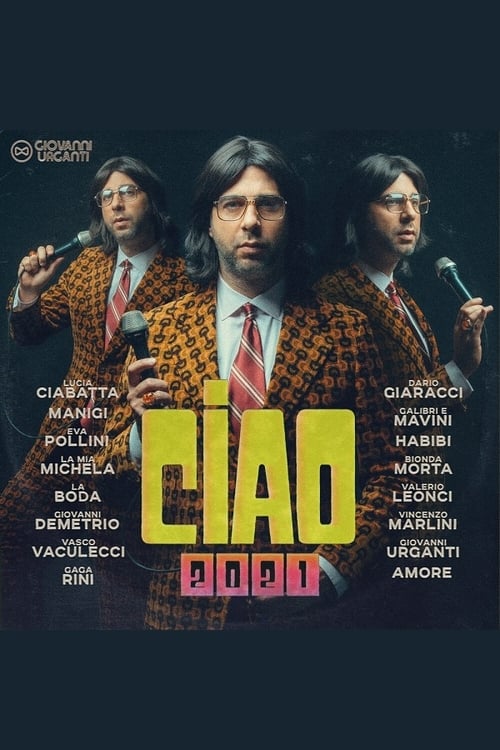 GIOVANNI
URGANTI
LUCIA
CIABATTA
MANIGI
EVA
POLLINI
LA MIA
MICHELA
LA
BODA
GIOVANNI
DEMETRIO
VASCO
VACULECCI
GAGA
RINI
CIAO
2021
DARIO
GIARACCI
GALIBRI E
MAVINI
HABIBI
BIONDA
MORTA
VALERIO
LEONCI
VINCENZO
MARLINI
GIOVANNI
URGANTI
AMORE